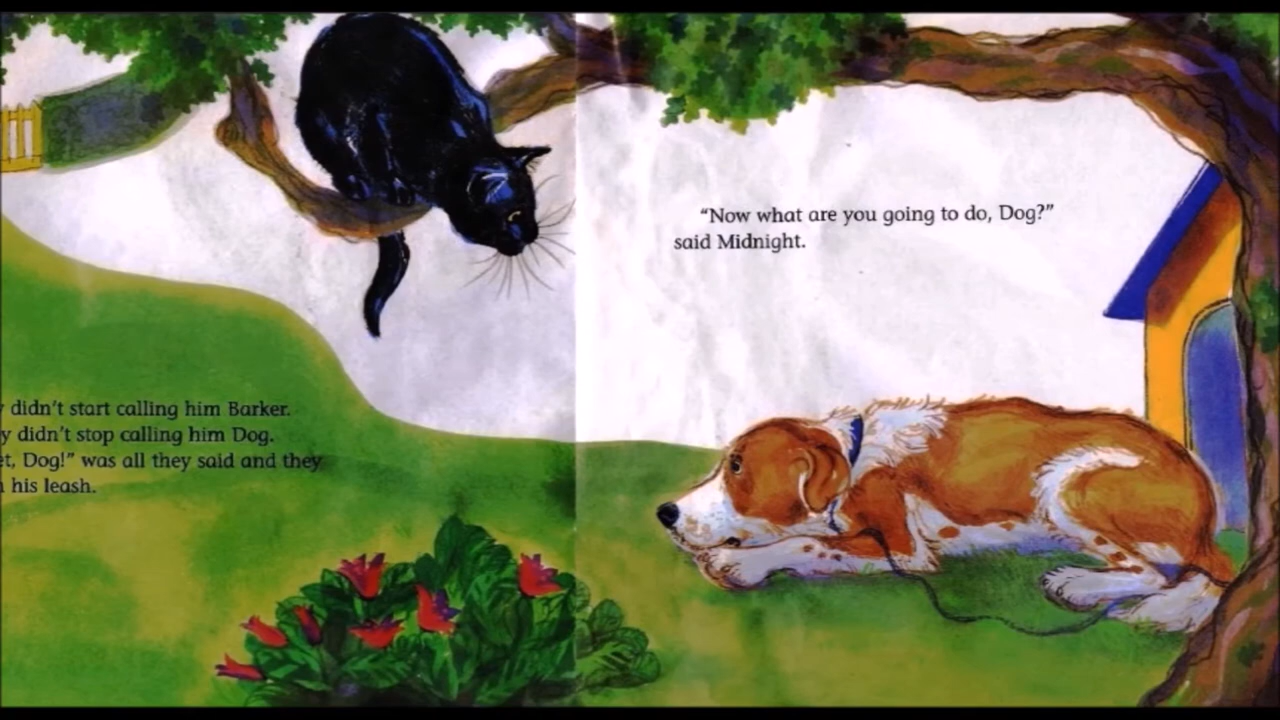 didn't start calling him Barker.
didn't stop calling him Dog.
Dog!" was all they said and they
his leash.
"Now what are you going to do, Dog?"
said Midnight.